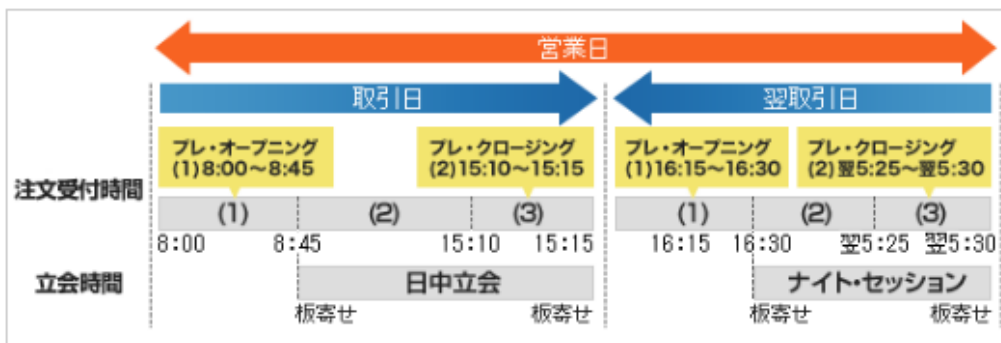 営業日
取引日
翌取引日
プレ・オープニング
(1)8:00~8:45
プレ・クロージング
(2)15:10~15:15
プレ・オープニング
(1)16:15~16:30
プレ・クロージング
(2)翌5:25~翌5:30
注文受付時間
(1) (2) (3) (1) (2) (3)
8:00 8:45 15:10 15:15 16:15 16:30 翌5:25 翌5:30
立会時間
日中立会
ナイト・セッション
板寄せ 板寄せ 板寄せ 板寄せ